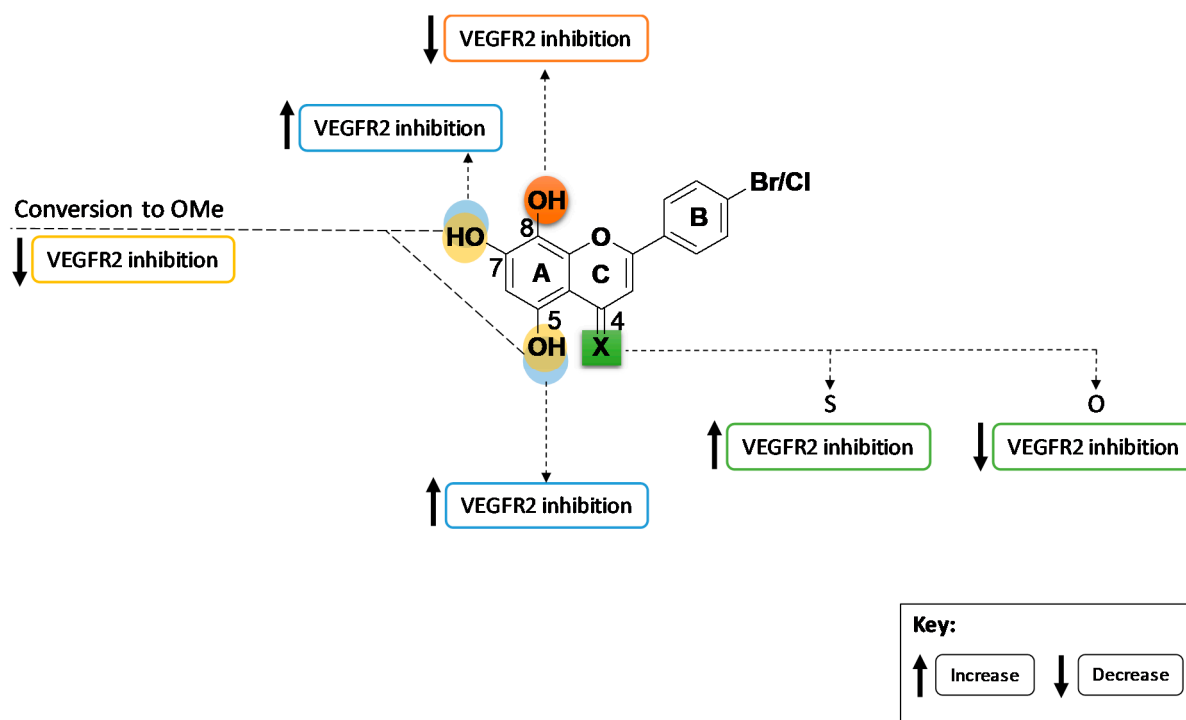 VEGFR2 inhibition
VEGFR2 inhibition
Br/Cl
OH
B
Conversion to OMe
8
O
HO
VEGFR2 inhibition
7
A
C
5
4
OH
X
S
O
VEGFR2 inhibition
VEGFR2 inhibition
VEGFR2 inhibition
Key:
Increase
Decrease